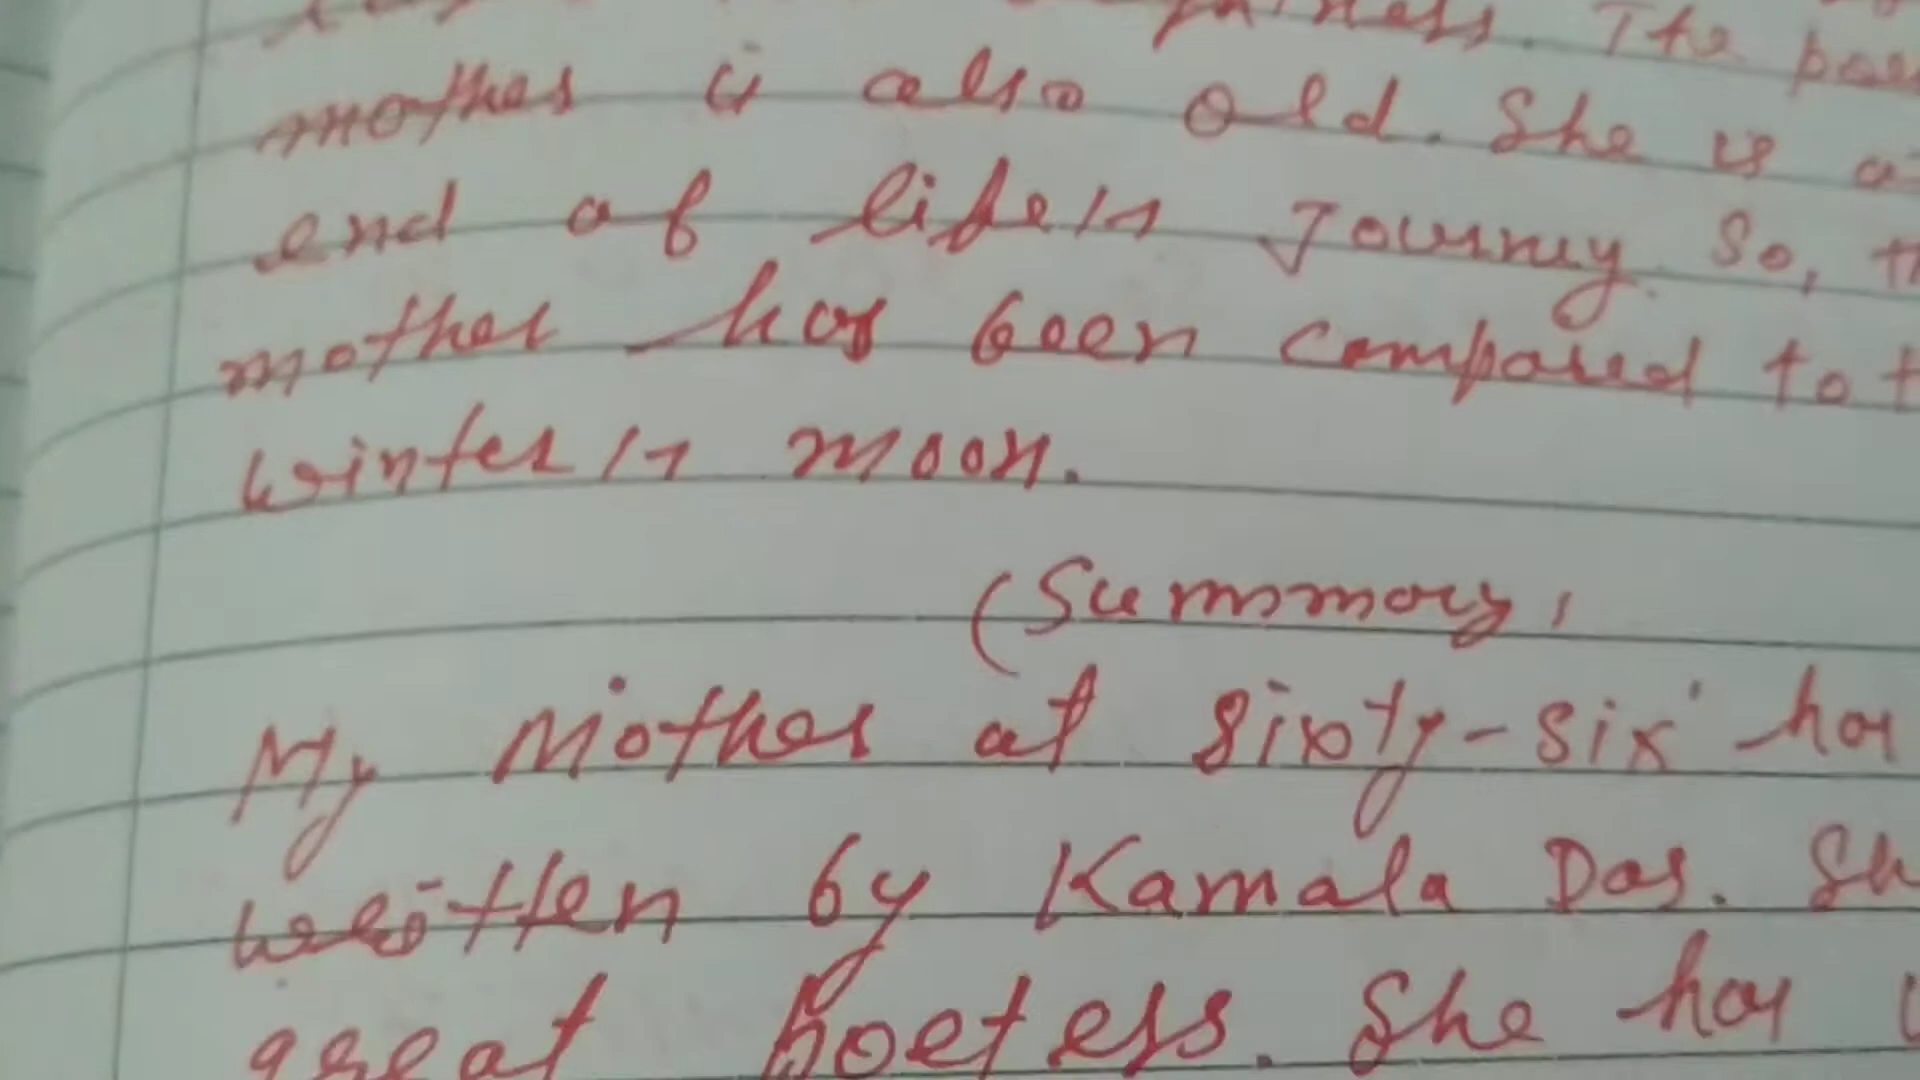 The
mother is also old. She is
end of life's Journey. So,
mother has been compared to
winter's moon.
(Summary,
My Mother at sixty-six' has
written by Kamala Das.
great poetess. She has